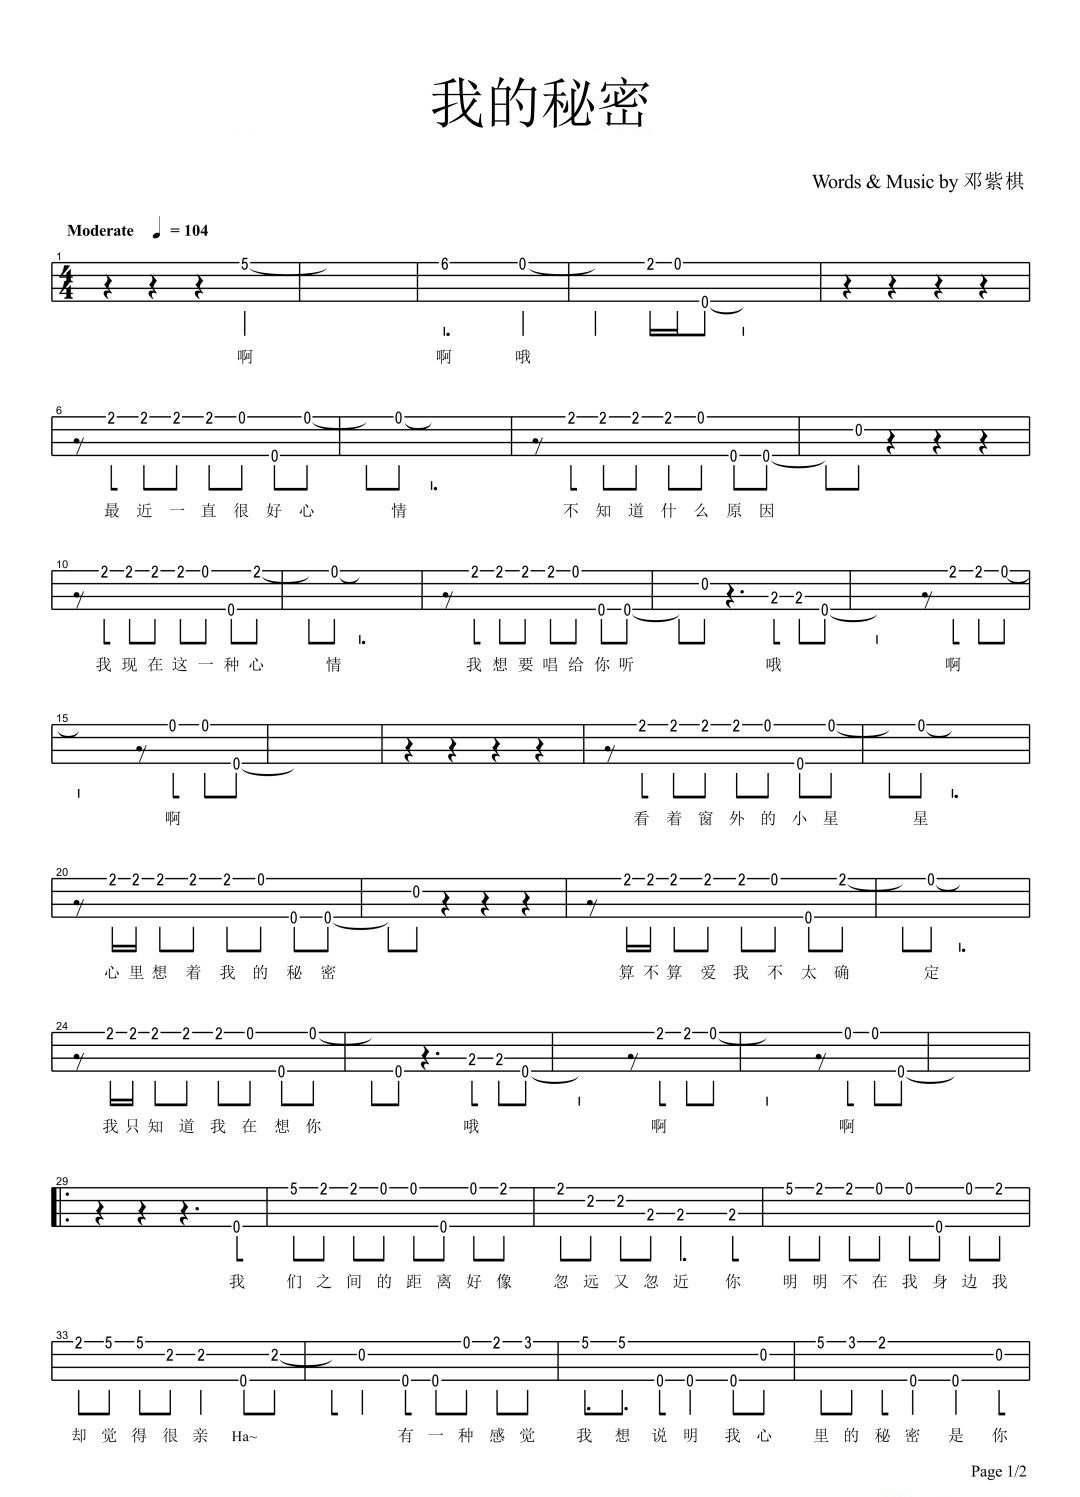 我的秘密
Words & Music by 邓紫棋
Moderate ♩ = 104
1
4
4
5 6 0 2 0 0
啊 啊 哦
6
2 2 2 2 0 0 0 0 2 2 2 2 0 0 0 0
最 近 一 直 很 好 心 情 不 知 道 什 么 原 因
10
2 2 2 2 0 0 2 0 2 2 2 2 0 0 0 0 2 2 0 2 2 0
我 现 在 这 一 种 心 情 我 想 要 唱 给 你 听 哦 啊
15
0 0 0 2 2 2 2 0 0 0 0
啊 看 着 窗 外 的 小 星 星
20
2 2 2 2 2 0 0 0 0 2 2 2 2 2 0 0 2 0
心 里 想 着 我 的 秘 密 算 不 算 爱 我 不 太 确 定
24
2 2 2 2 2 0 0 0 0 2 2 0 2 2 0 0 0 0
我 只 知 道 我 在 想 你 哦 啊 啊
29
0 5 2 2 0 0 0 0 2 2 2 2 2 2 2 5 2 2 0 0 0 0 2
我 们 之 间 的 距 离 好 像 忽 远 又 忽 近 你 明 明 不 在 我 身 边 我
33
2 5 5 2 2 0 2 0 0 0 0 2 3 5 5 0 0 0 0 5 3 2 0 0 0
却 觉 得 很 亲 Ha~ 有 一 种 感 觉 我 想 说 明 我 心 里 的 秘 密 是 你
Page 1/2